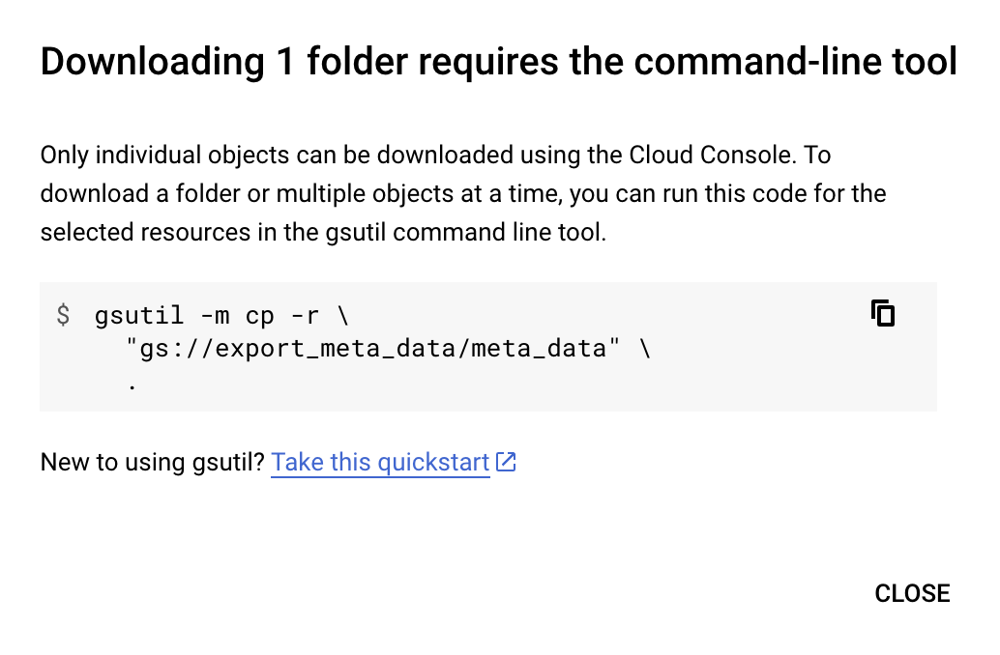 Downloading 1 folder requires the command-line tool
Only individual objects can be downloaded using the Cloud Console. To
download a folder or multiple objects at a time, you can run this code for the
selected resources in the gsutil command line tool.
$ gsutil -m cp -r \
"gs://export_meta_data/meta_data" \
.
New to using gsutil? Take this quickstart
CLOSE